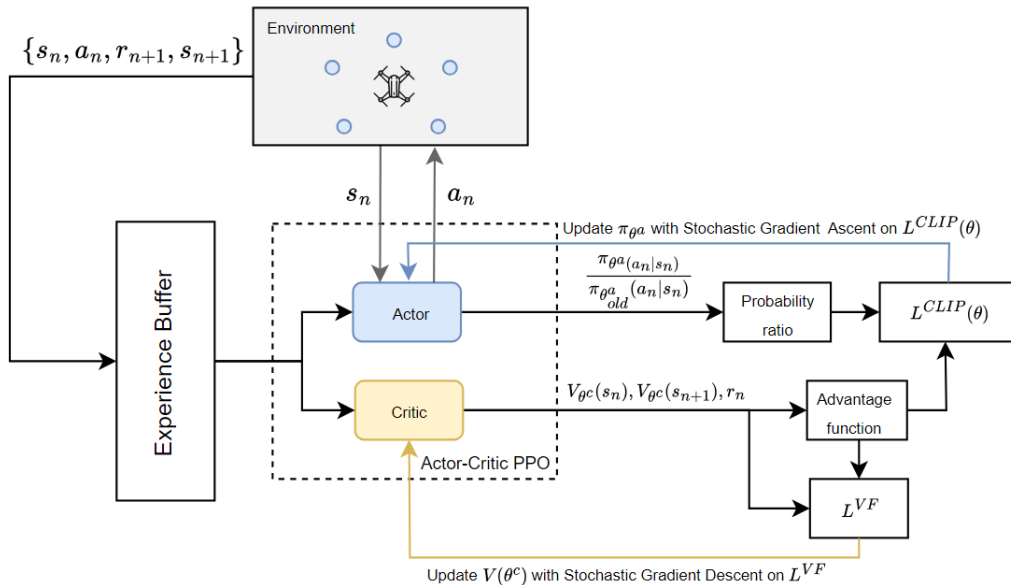 Environment
{s_n, a_n, r_{n+1}, s_{n+1}}
s_n
a_n
Update π_{θ^a} with Stochastic Gradient Ascent on L^{CLIP}(θ)
π_{θ^a}(a_n|s_n)
π_{θ^a_{old}}(a_n|s_n)
Experience Buffer
Actor
Probability
ratio
L^{CLIP}(θ)
V_{θ^c}(s_n), V_{θ^c}(s_{n+1}), r_n
Critic
Advantage
function
Actor-Critic PPO
L^{VF}
Update V(θ^c) with Stochastic Gradient Descent on L^{VF}